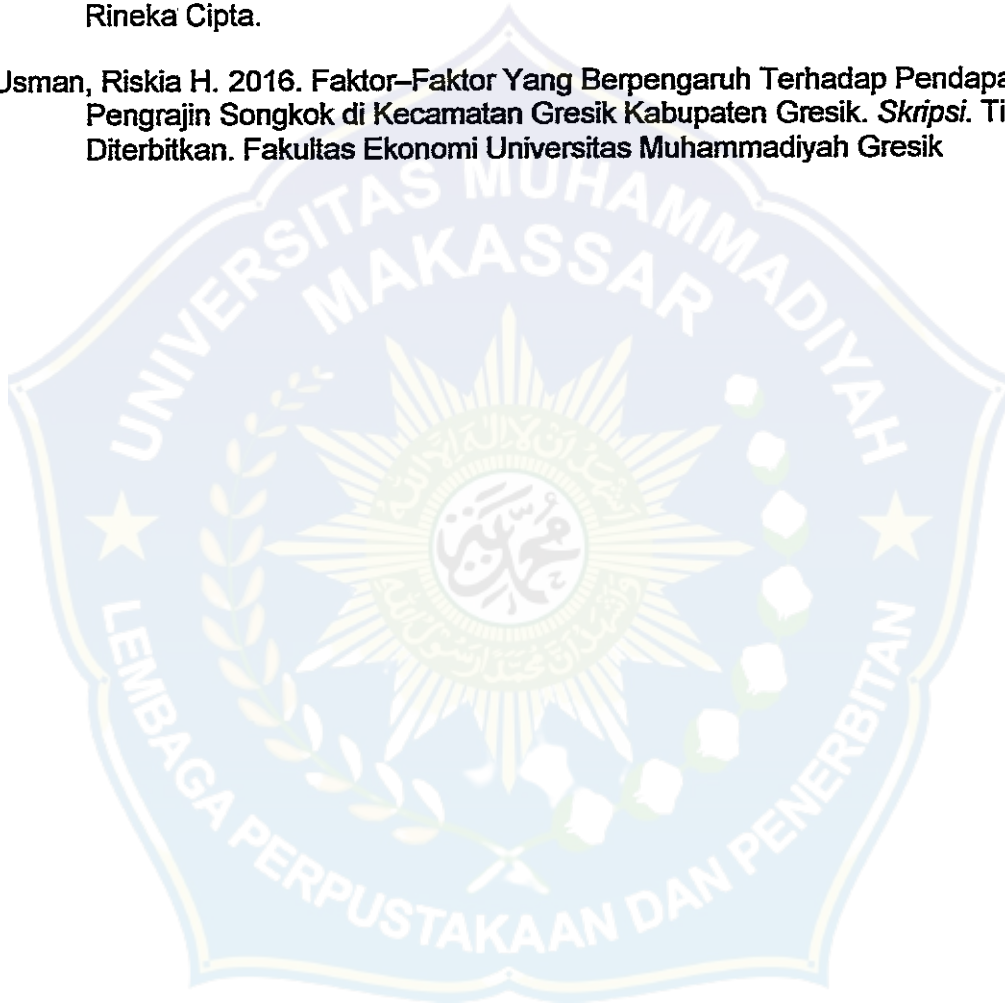 Rineka Cipta.
Usman, Riskia H. 2016. Faktor–Faktor Yang Berpengaruh Terhadap Pendapa
Pengrajin Songkok di Kecamatan Gresik Kabupaten Gresik. Skripsi. Ti
Diterbitkan. Fakultas Ekonomi Universitas Muhammadiyah Gresik
UNIVERSITAS MUHAMMADIYAH
MAKASSAR
LEMBAGA PERPUSTAKAAN DAN PENERBITAN